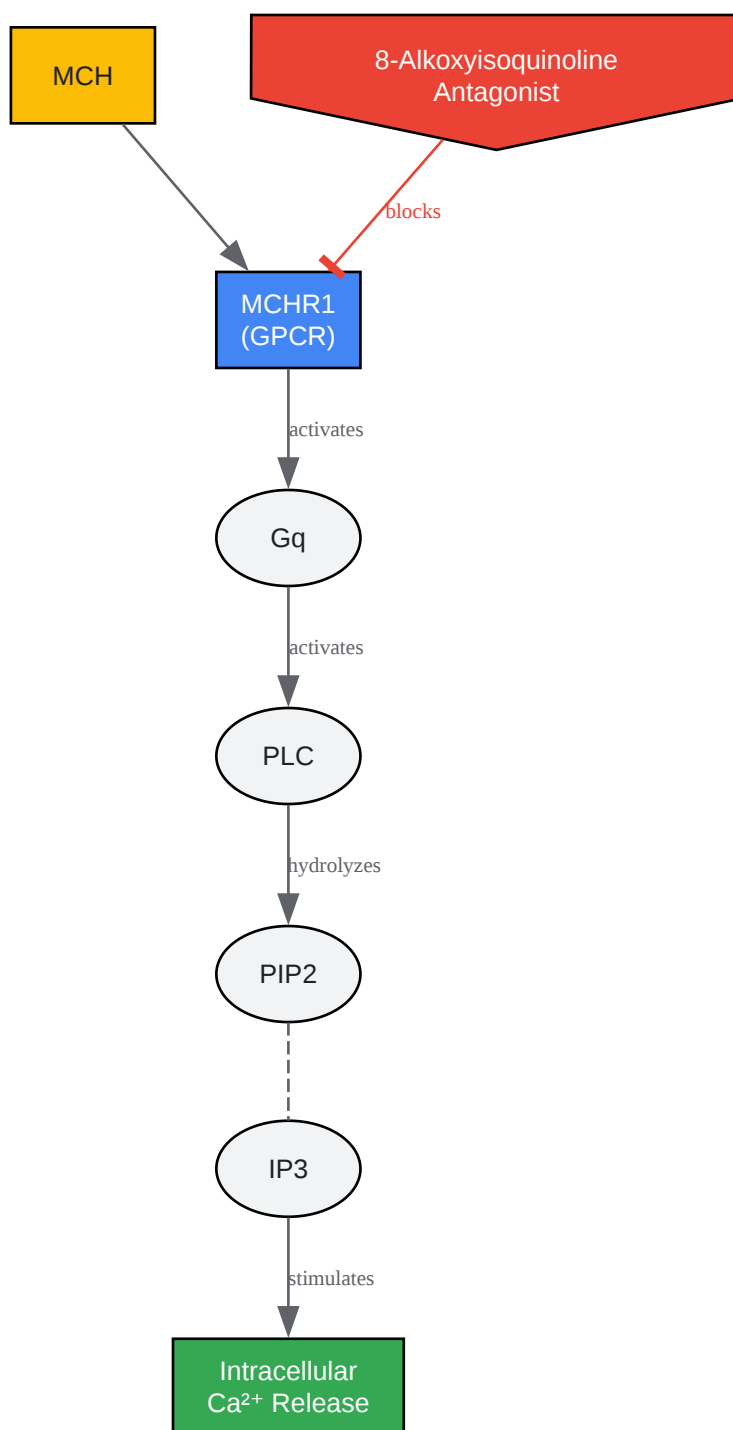 MCH
8-Alkoxyisoquinoline
Antagonist
blocks
MCHR1
(GPCR)
activates
Gq
activates
PLC
hydrolyzes
PIP2
IP3
stimulates
Intracellular
Ca²⁺ Release